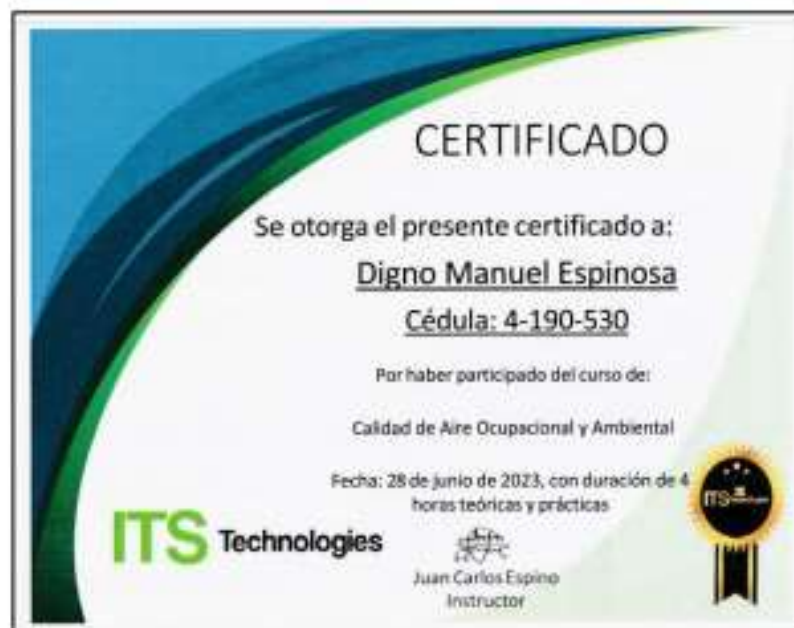 CERTIFICADO
Se otorga el presente certificado a:
Digno Manuel Espinosa
Cédula: 4-190-530
Por haber participado del curso de:
Calidad de Aire Ocupacional y Ambiental
Fecha: 28 de junio de 2023, con duración de 4
horas teóricas y prácticas
ITS Technologies
Juan Carlos Espino
Instructor
ITS